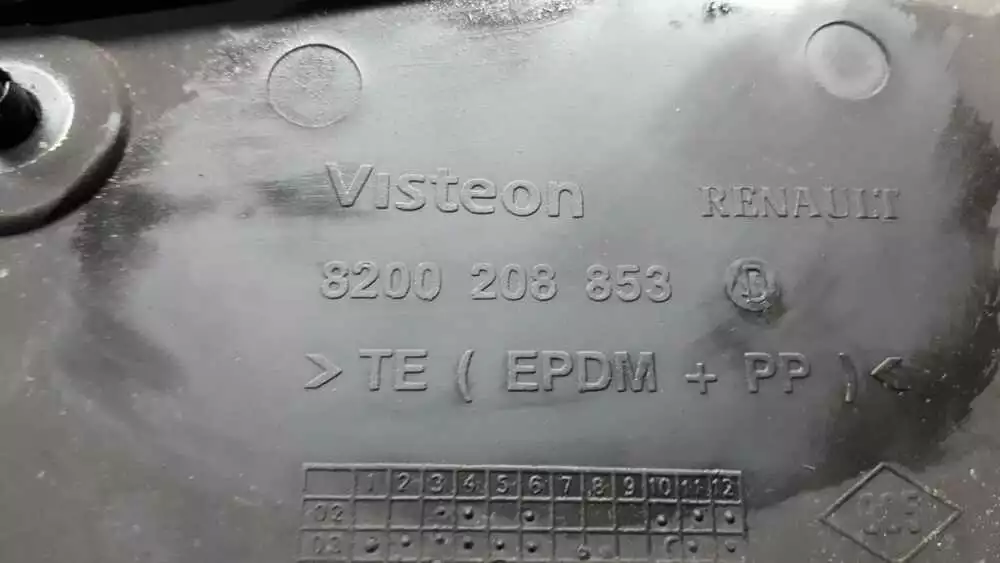 Visteon RENAULT
8200 208 853
> TE ( EPDM + PP ) <
1 2 3 4 5 6 7 8 9 10 11 12
02
03